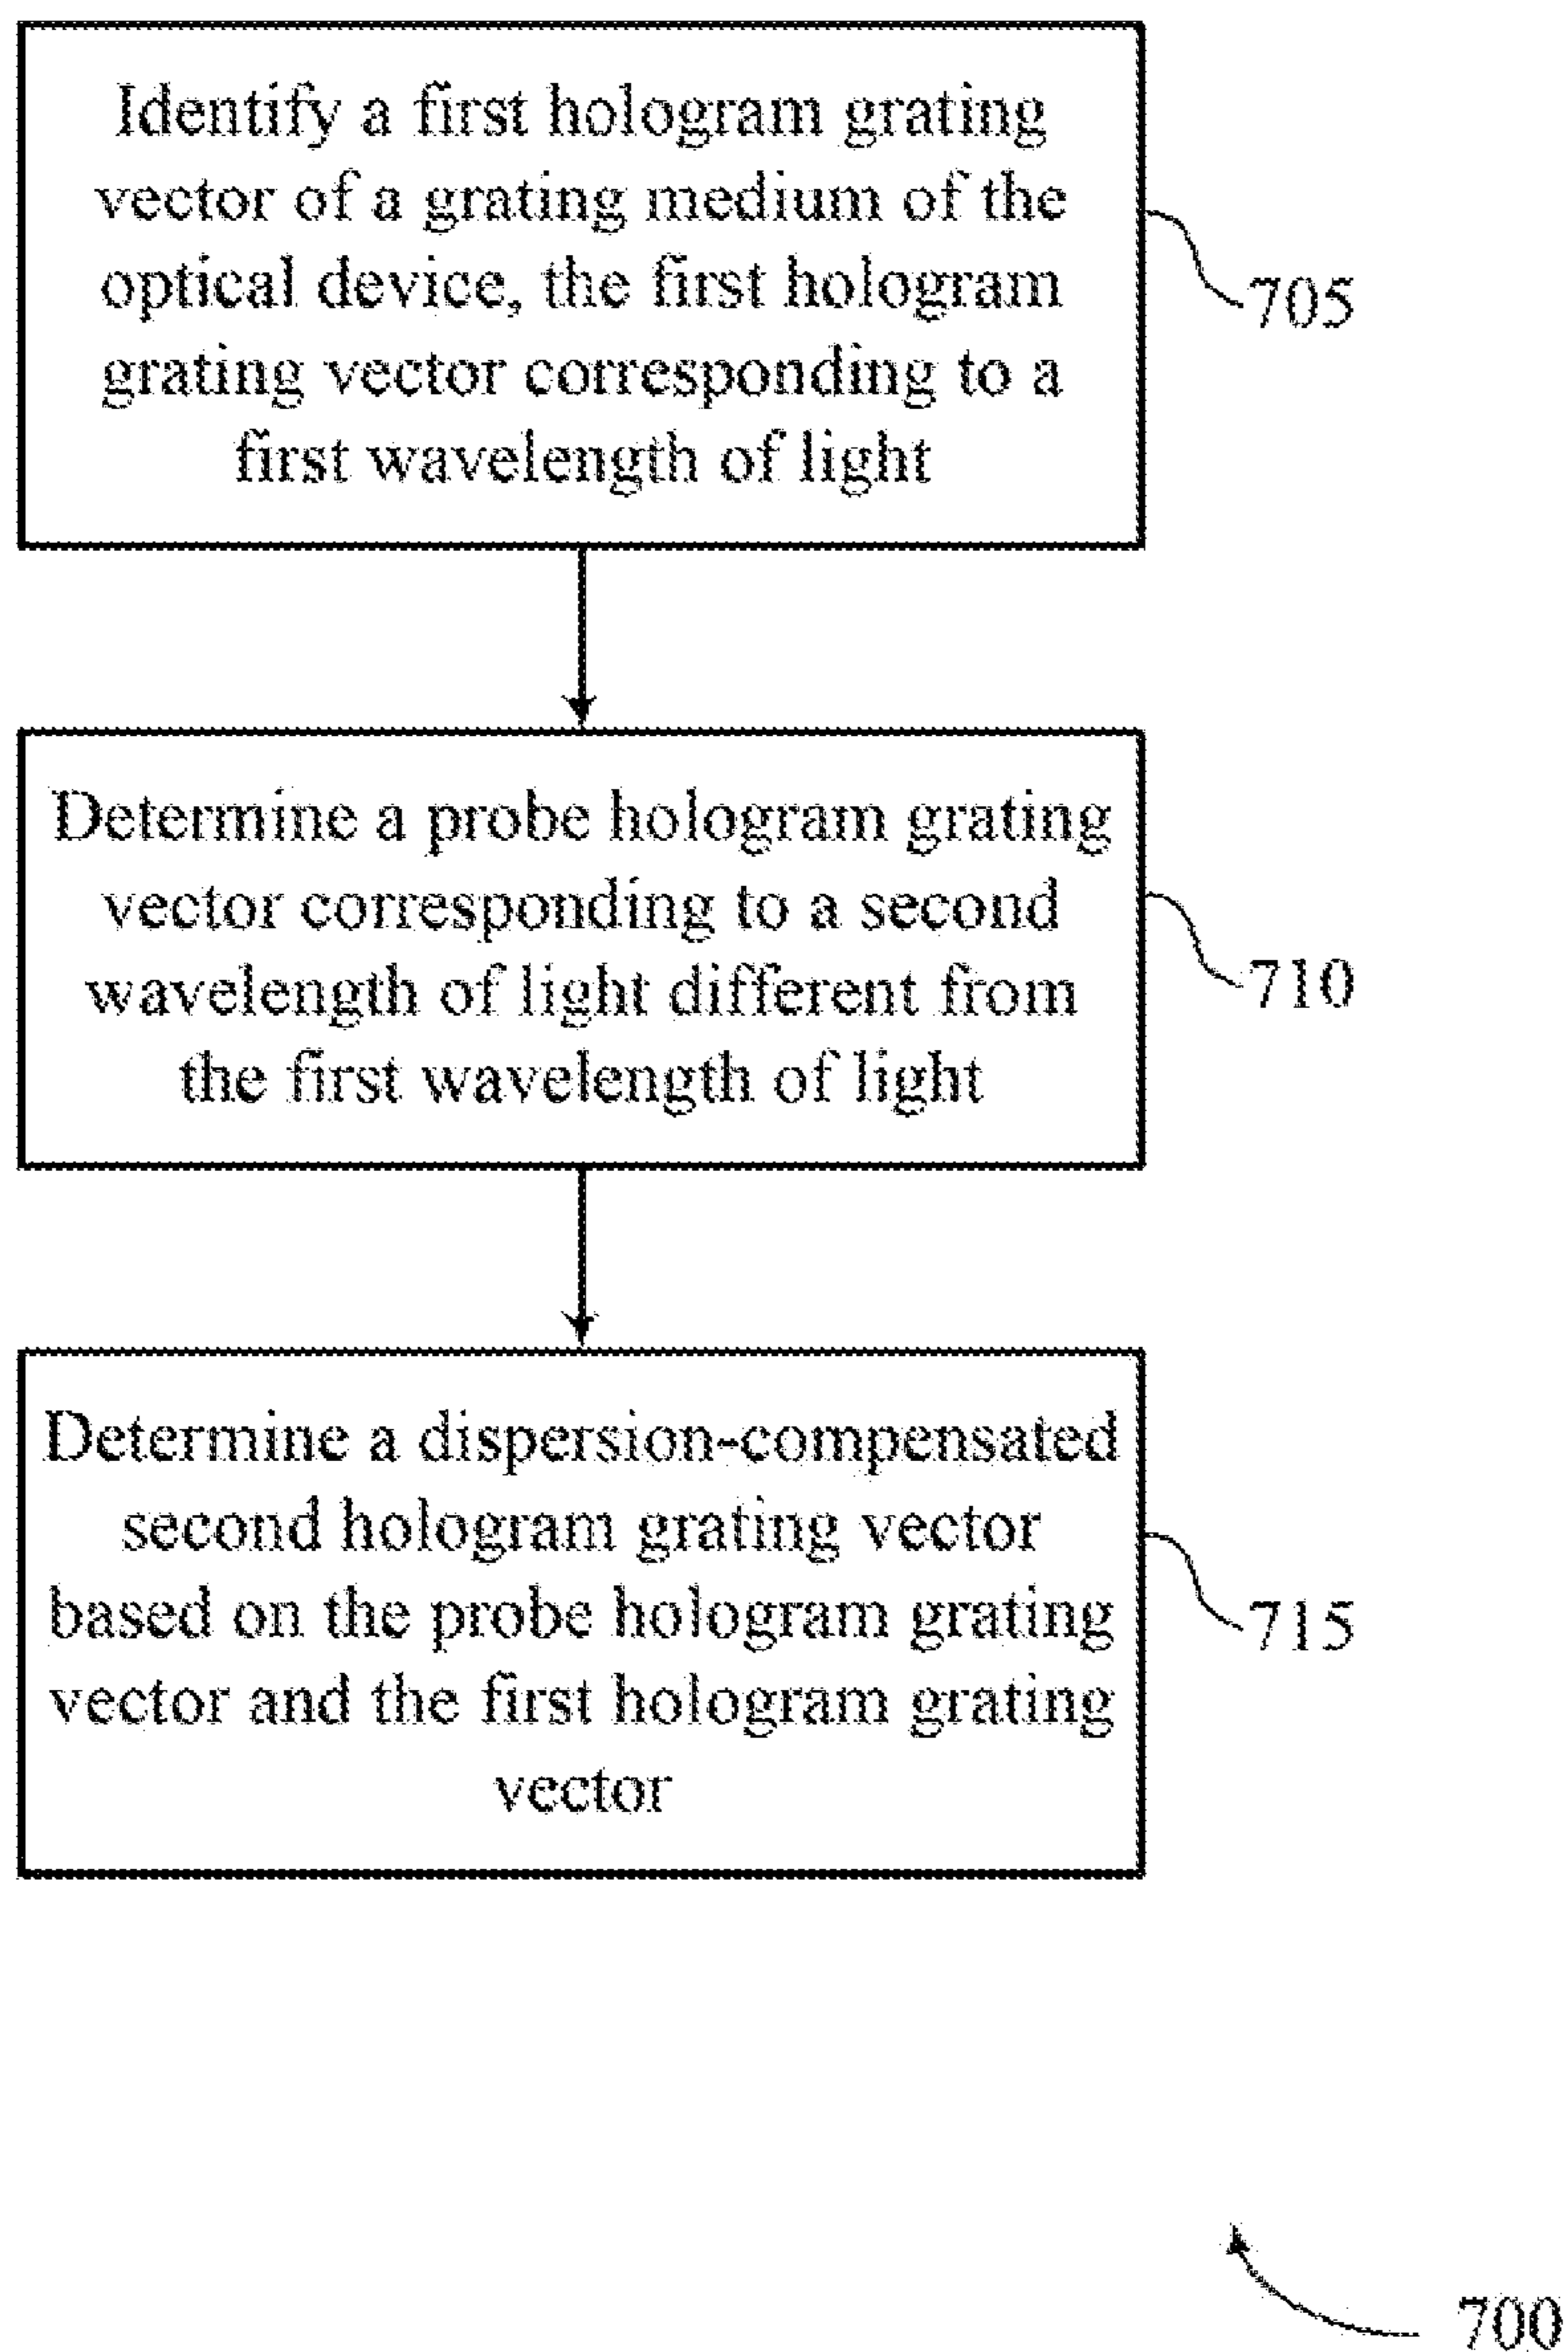 Identify a first hologram grating
vector of a grating medium of the
optical device, the first hologram
grating vector corresponding to a
first wavelength of light
705
Determine a probe hologram grating
vector corresponding to a second
wavelength of light different from
the first wavelength of light
710
Determine a dispersion-compensated
second hologram grating vector
based on the probe hologram grating
vector and the first hologram grating
vector
715
700